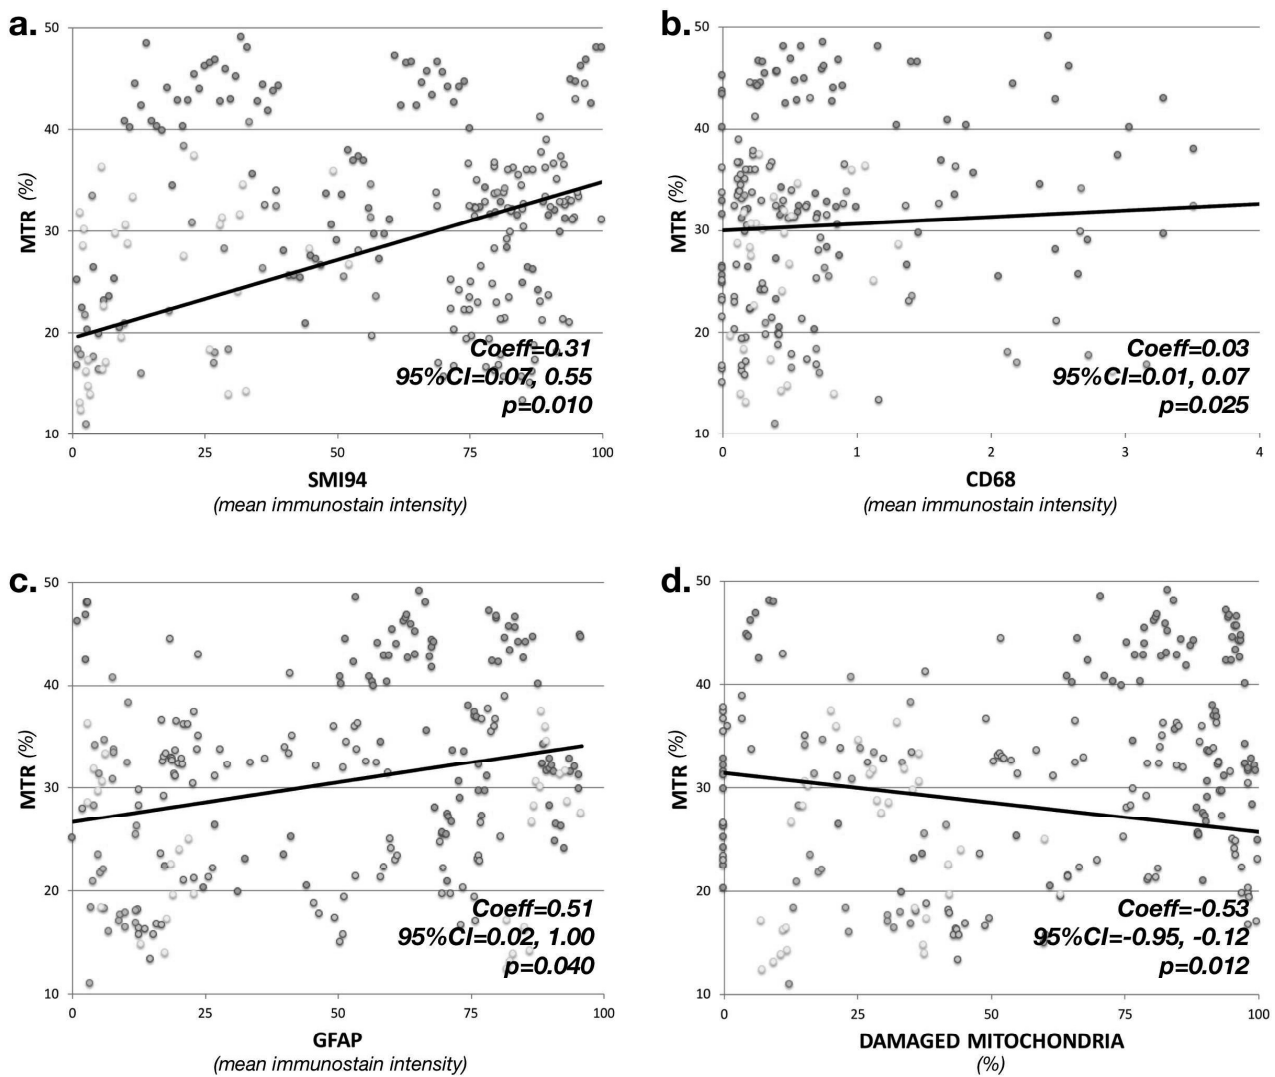 a.
50
40
30
20
10
MTR (%)
Coeff=0.31
95%CI=0.07, 0.55
p=0.010
0 25 50 75 100
SMI94
(mean immunostain intensity)
b.
50
40
30
20
10
MTR (%)
Coeff=0.03
95%CI=0.01, 0.07
p=0.025
0 1 2 3 4
CD68
(mean immunostain intensity)
c.
50
40
30
20
10
MTR (%)
Coeff=0.51
95%CI=0.02, 1.00
p=0.040
0 25 50 75 100
GFAP
(mean immunostain intensity)
d.
50
40
30
20
10
MTR (%)
Coeff=-0.53
95%CI=-0.95, -0.12
p=0.012
0 25 50 75 100
DAMAGED MITOCHONDRIA
(%)